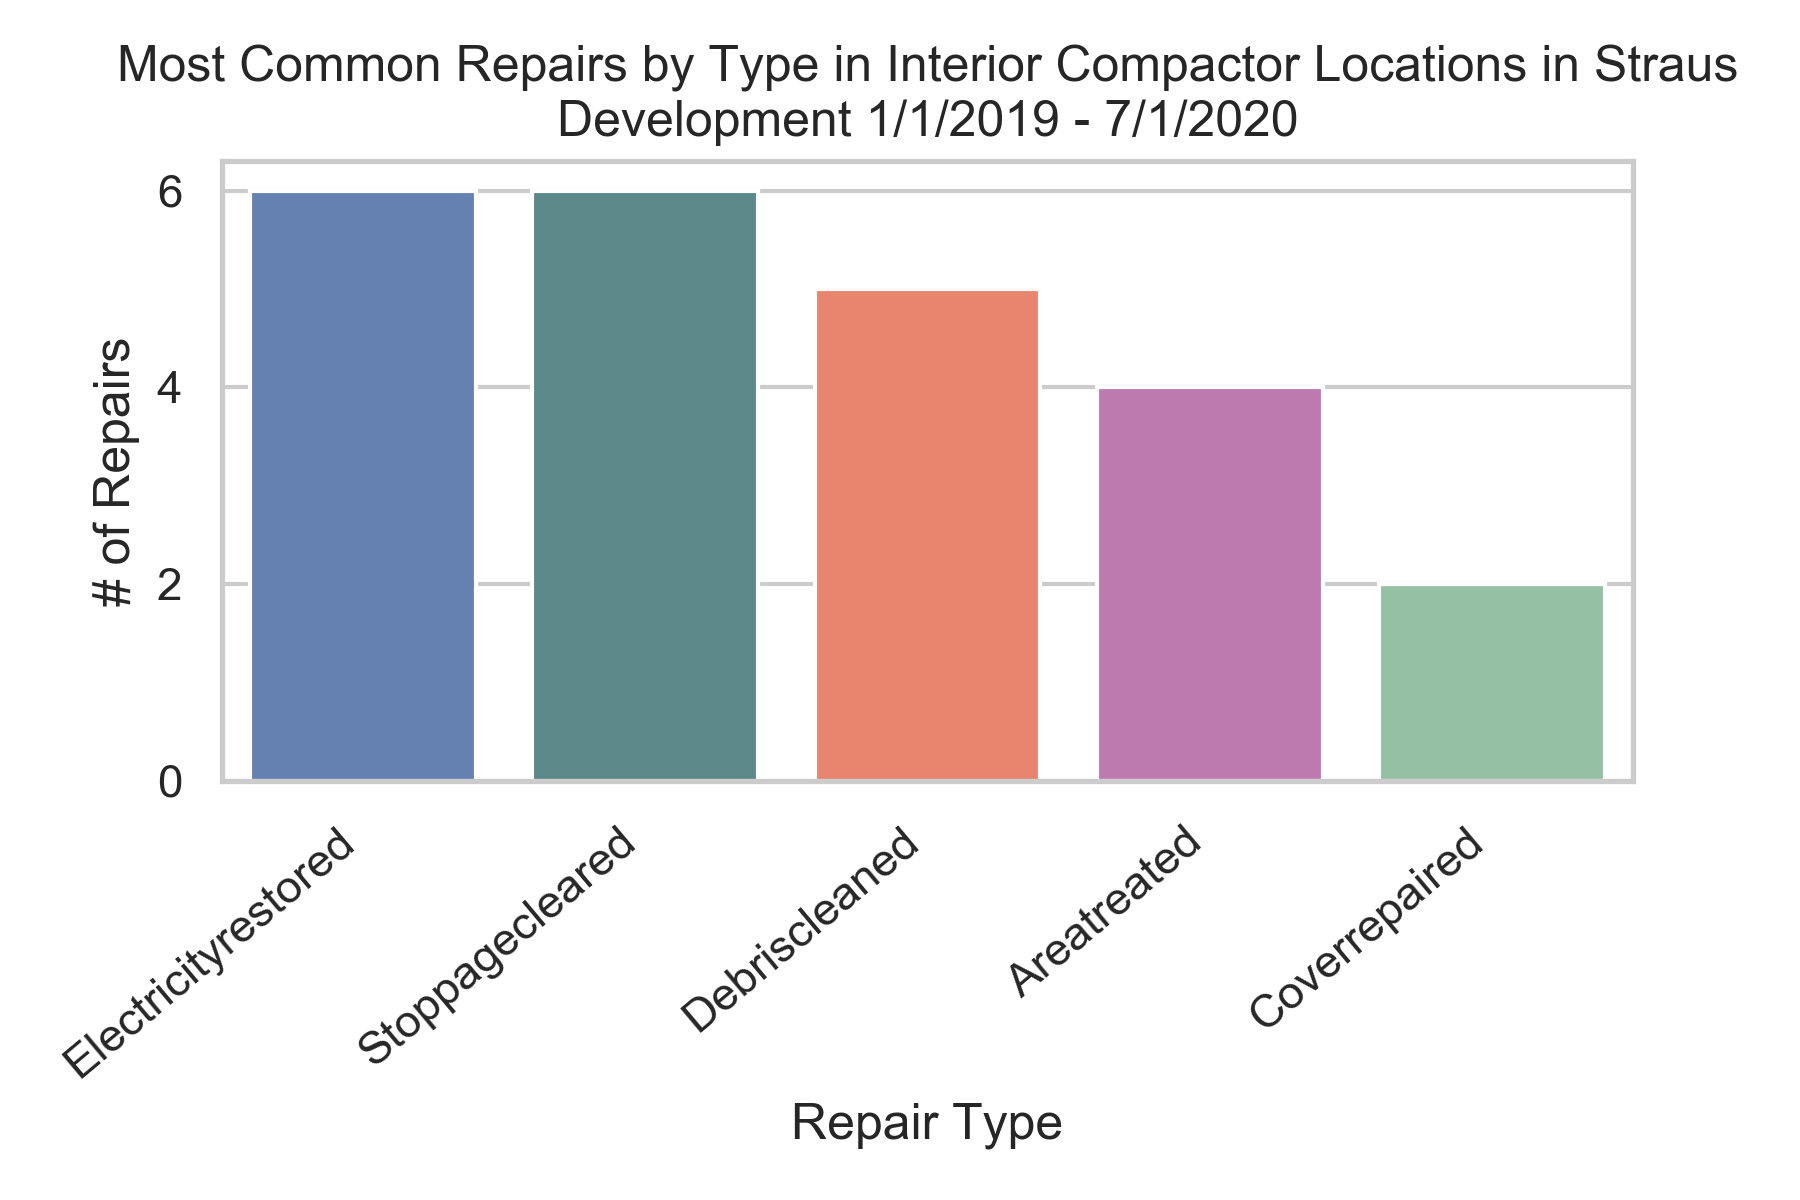 Most Common Repairs by Type in Interior Compactor Locations in Straus
Development 1/1/2019 - 7/1/2020
# of Repairs
6
4
2
0
Electricityrestored
Stoppagecleared
Debriscleaned
Areatreated
Coverrepaired
Repair Type